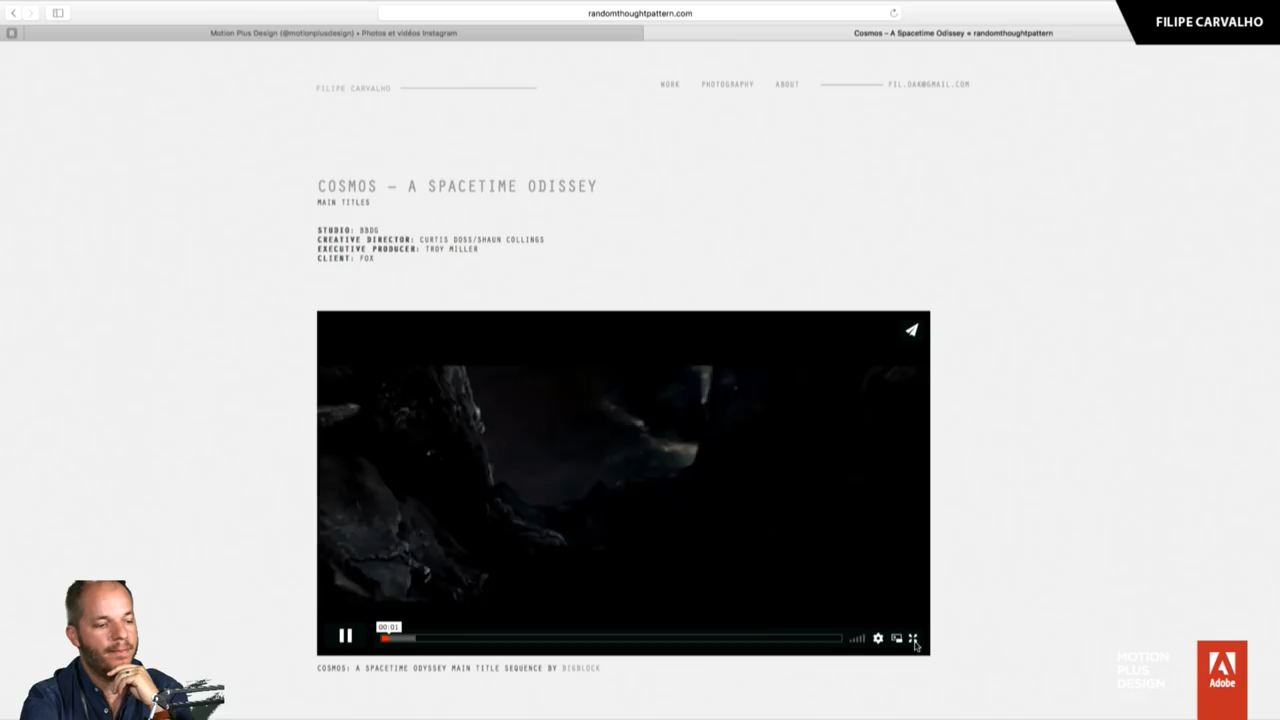 randomthoughtpattern.com
Motion Plus Design (@motionplusdesign) • Photos et vidéos Instagram
Cosmos – A Spacetime Odissey « randomthoughtpattern
FILIPE CARVALHO
FILIPE CARVALHO
WORK
PHOTOGRAPHY
ABOUT
FIL.OAK@GMAIL.COM
COSMOS – A SPACETIME ODISSEY
MAIN TITLES
STUDIO: BBDG
CREATIVE DIRECTOR: CURTIS DOSS/SHAUN COLLINGS
EXECUTIVE PRODUCER: TROY MILLER
CLIENT: FOX
00:01
COSMOS: A SPACETIME ODYSSEY MAIN TITLE SEQUENCE BY BIGBLOCK
MOTION
PLUS
DESIGN
Adobe